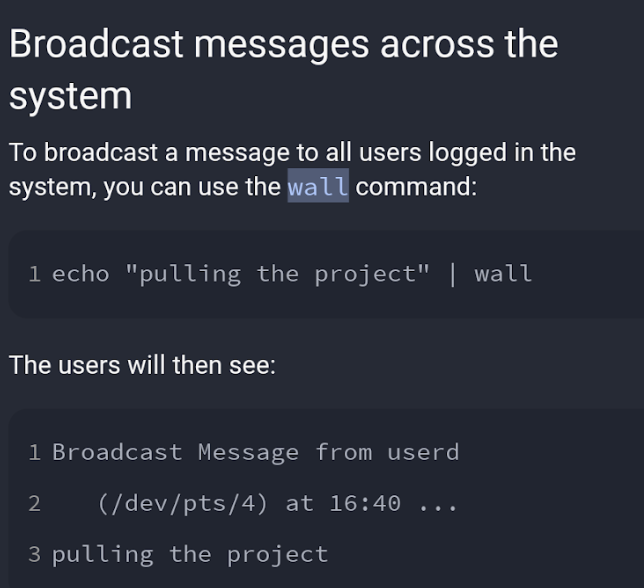 Broadcast messages across the
system
To broadcast a message to all users logged in the
system, you can use the wall command:
1 echo "pulling the project" | wall
The users will then see:
1 Broadcast Message from userd
2    (/dev/pts/4) at 16:40 ...
3 pulling the project